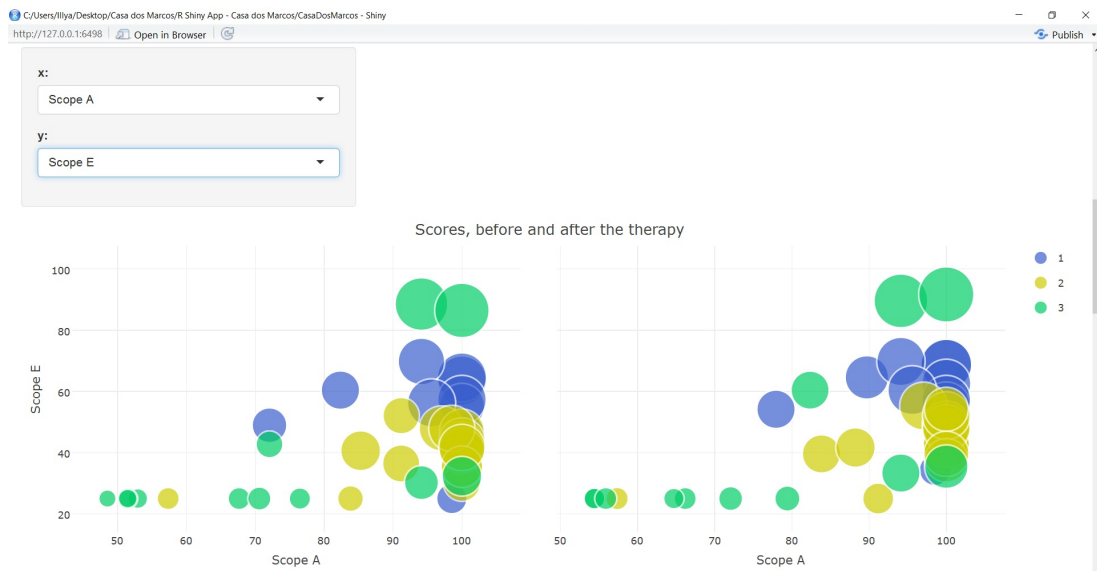 C:/Users/Illya/Desktop/Casa dos Marcos/R Shiny App - Casa dos Marcos/CasaDosMarcos - Shiny
http://127.0.0.1:6498 Open in Browser Publish
x:
Scope A
y:
Scope E
Scores, before and after the therapy
1
2
3
100
80
60
40
20
Scope E
50 60 70 80 90 100
50 60 70 80 90 100
Scope A
Scope A